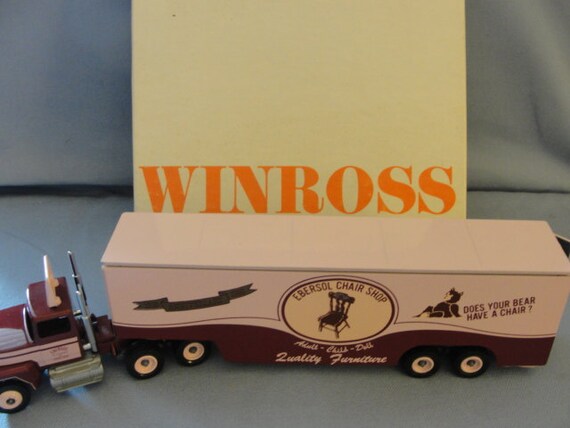 WINROSS
EBERSOL CHAIR SHOP
Adult - Child - Doll
Quality Furniture
DOES YOUR BEAR
HAVE A CHAIR?